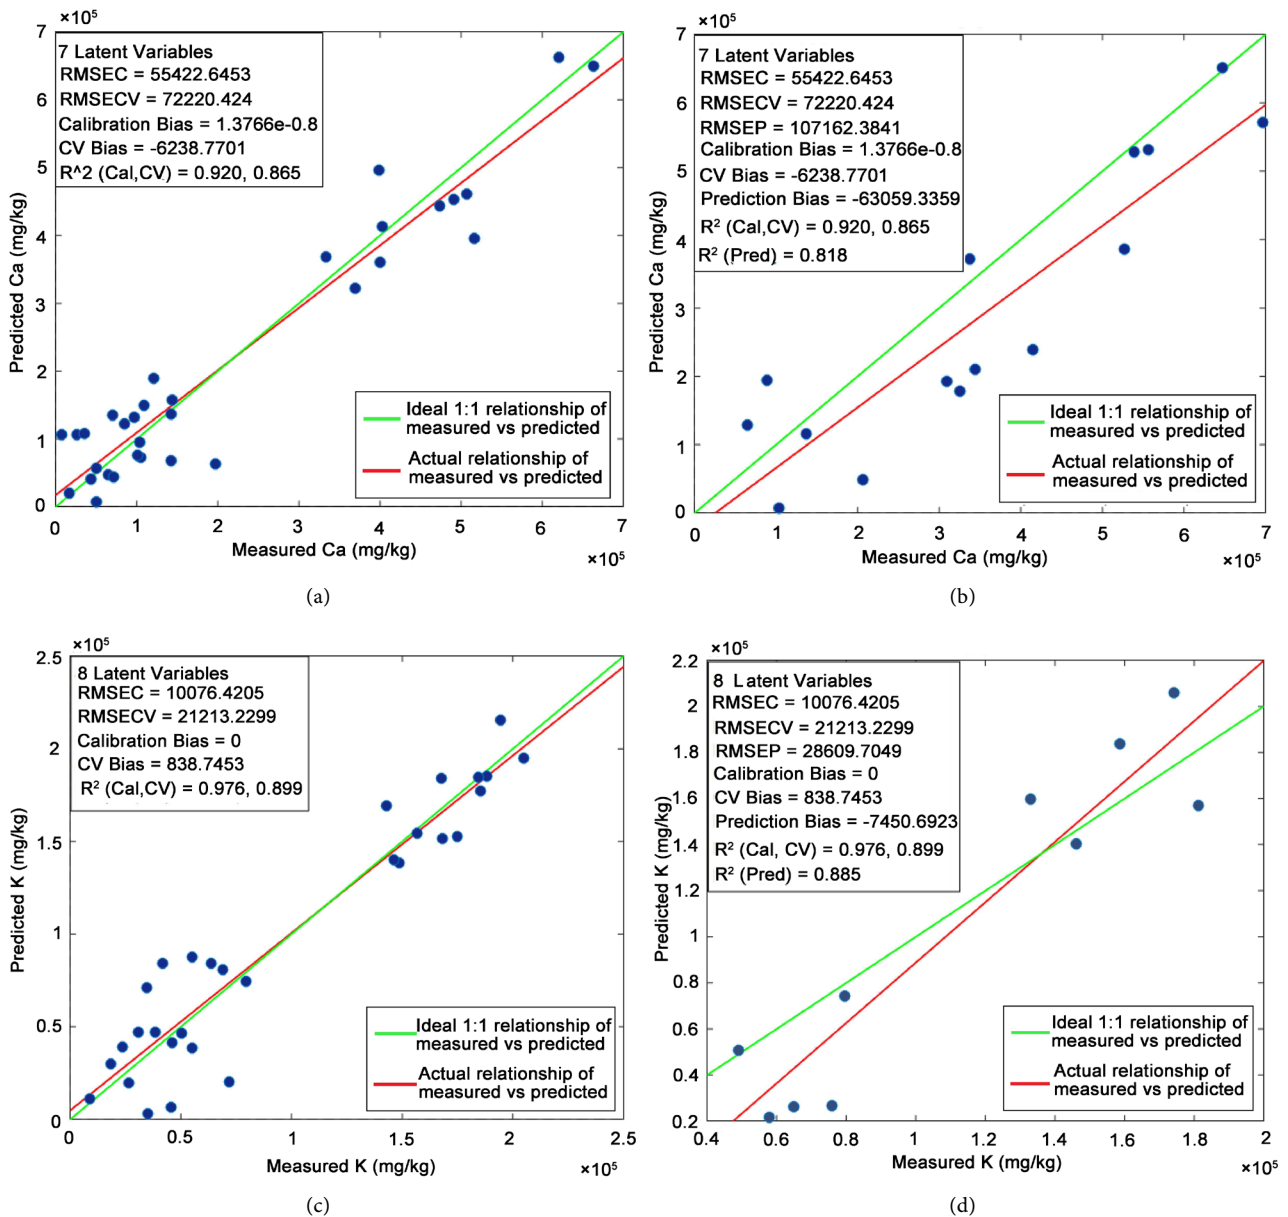 ×10⁵
7
6
5
4
3
2
1
0
Predicted Ca (mg/kg)
7 Latent Variables
RMSEC = 55422.6453
RMSECV = 72220.424
Calibration Bias = 1.3766e-0.8
CV Bias = -6238.7701
R^2 (Cal,CV) = 0.920, 0.865
Ideal 1:1 relationship of
measured vs predicted
Actual relationship of
measured vs predicted
0 1 2 3 4 5 6 7
Measured Ca (mg/kg)
×10⁵
(a)
×10⁵
7
6
5
4
3
2
1
0
Predicted Ca (mg/kg)
7 Latent Variables
RMSEC = 55422.6453
RMSECV = 72220.424
RMSEP = 107162.3841
Calibration Bias = 1.3766e-0.8
CV Bias = -6238.7701
Prediction Bias = -63059.3359
R² (Cal,CV) = 0.920, 0.865
R² (Pred) = 0.818
Ideal 1:1 relationship of
measured vs predicted
Actual relationship of
measured vs predicted
0 1 2 3 4 5 6 7
Measured Ca (mg/kg)
×10⁵
(b)
×10⁵
2.5
2
1.5
1
0.5
0
Predicted K (mg/kg)
8 Latent Variables
RMSEC = 10076.4205
RMSECV = 21213.2299
Calibration Bias = 0
CV Bias = 838.7453
R² (Cal,CV) = 0.976, 0.899
Ideal 1:1 relationship of
measured vs predicted
Actual relationship of
measured vs predicted
0 0.5 1 1.5 2 2.5
Measured K (mg/kg)
×10⁵
(c)
×10⁵
2.2
2
1.8
1.6
1.4
1.2
1
0.8
0.6
0.4
0.2
Predicted K (mg/kg)
8 Latent Variables
RMSEC = 10076.4205
RMSECV = 21213.2299
RMSEP = 28609.7049
Calibration Bias = 0
CV Bias = 838.7453
Prediction Bias = -7450.6923
R² (Cal, CV) = 0.976, 0.899
R² (Pred) = 0.885
Ideal 1:1 relationship of
measured vs predicted
Actual relationship of
measured vs predicted
0.4 0.6 0.8 1 1.2 1.4 1.6 1.8 2
Measured K (mg/kg)
×10⁵
(d)